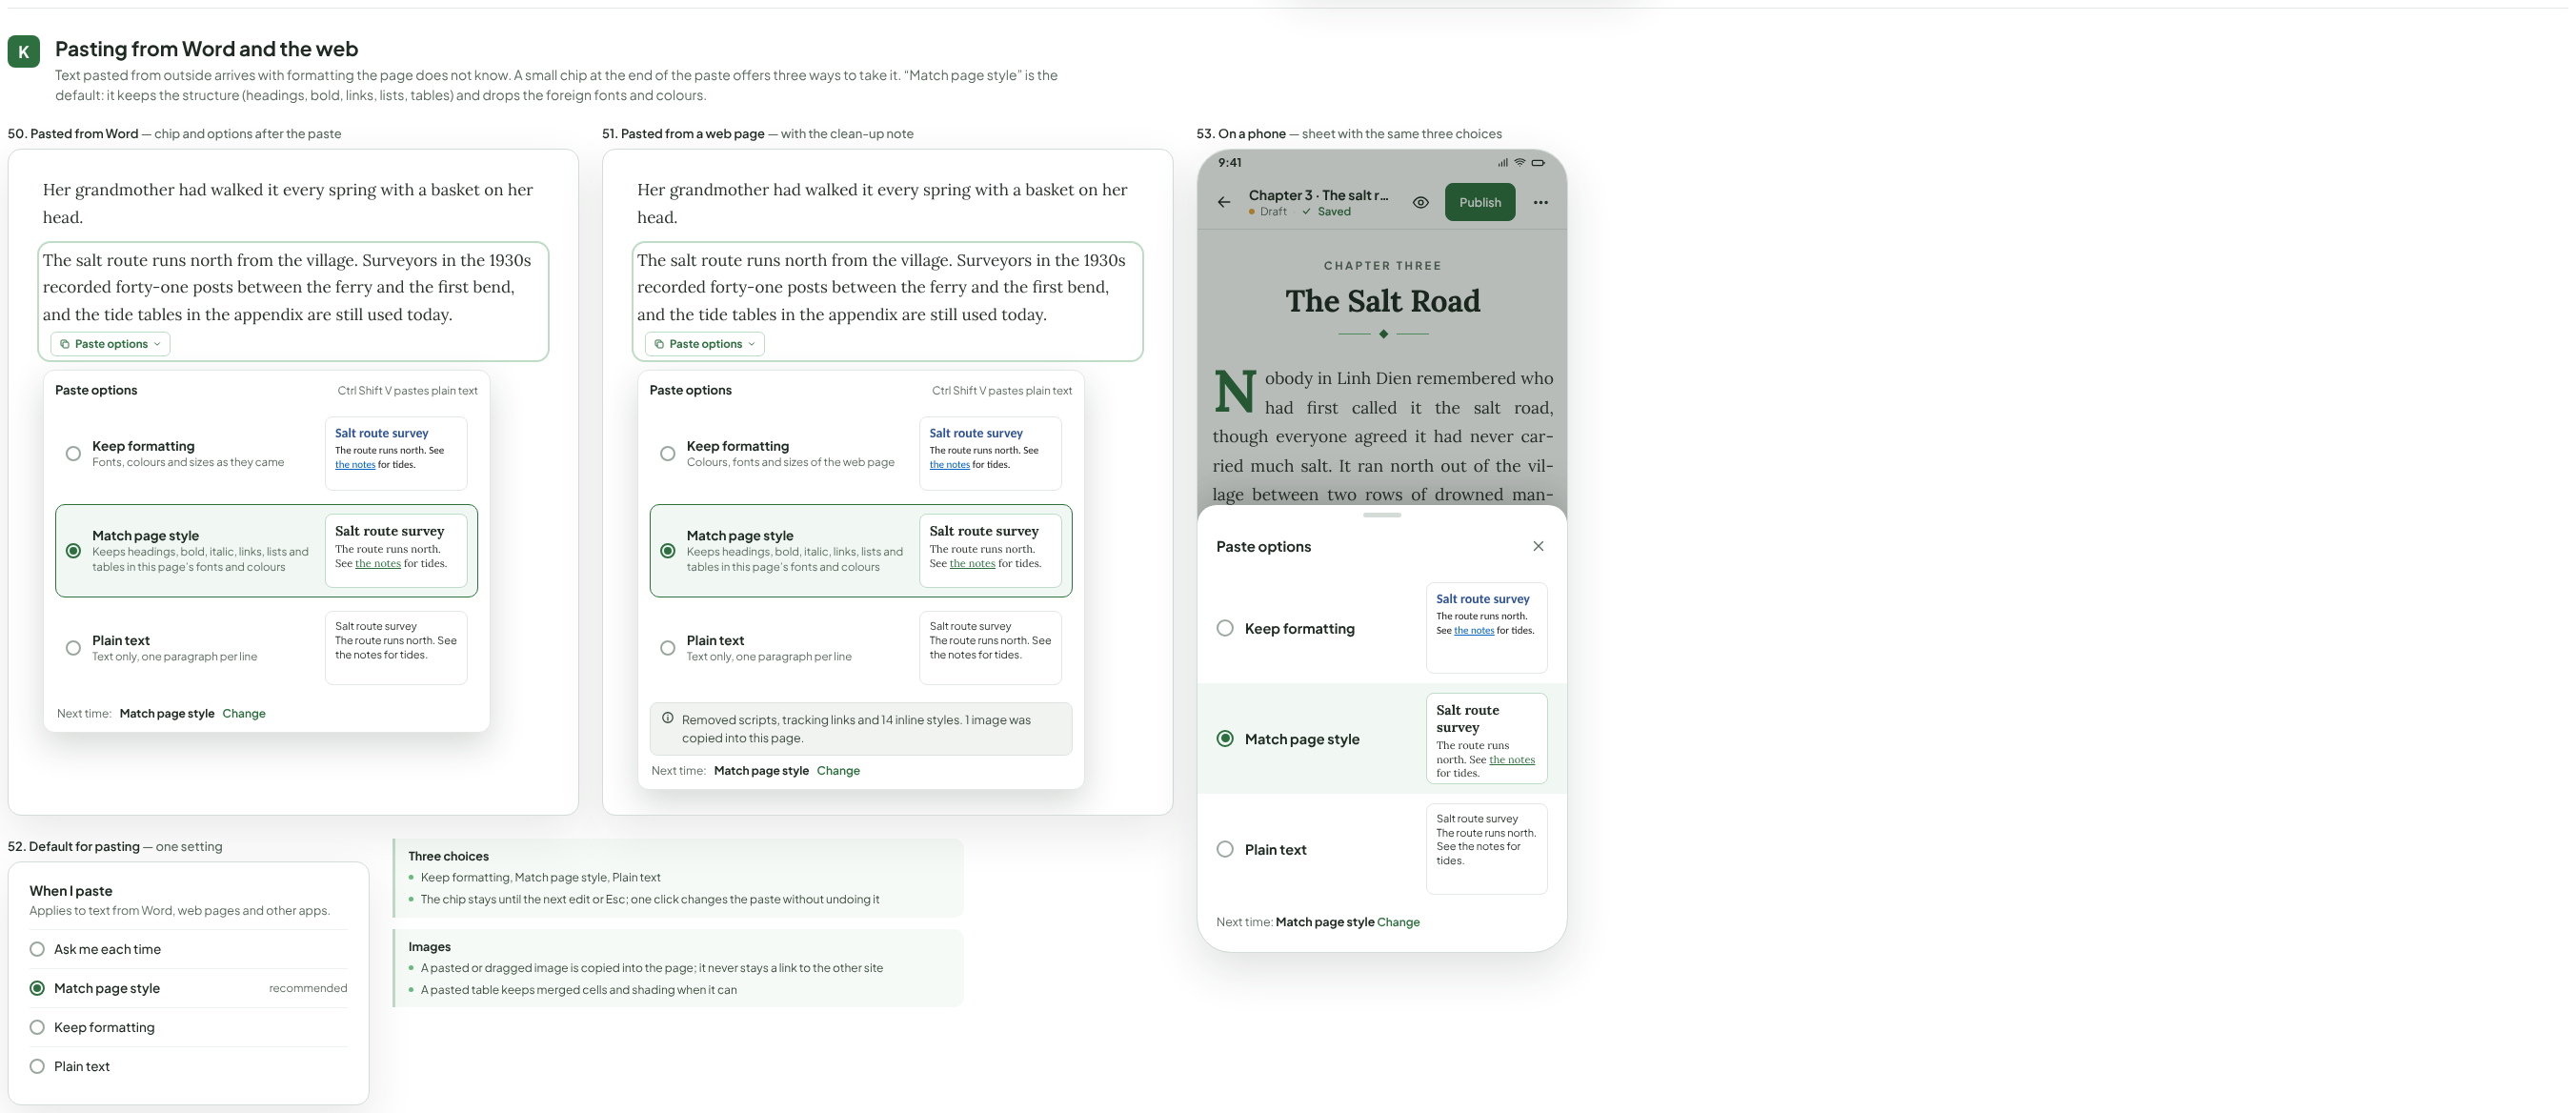 K
Pasting from Word and the web
Text pasted from outside arrives with formatting the page does not know. A small chip at the end of the paste offers three ways to take it. “Match page style” is the
default: it keeps the structure (headings, bold, links, lists, tables) and drops the foreign fonts and colours.
50. Pasted from Word — chip and options after the paste
Her grandmother had walked it every spring with a basket on her
head.
The salt route runs north from the village. Surveyors in the 1930s
recorded forty-one posts between the ferry and the first bend,
and the tide tables in the appendix are still used today.
Paste options
Paste options
Ctrl Shift V pastes plain text
Keep formatting
Fonts, colours and sizes as they came
Salt route survey
The route runs north. See
the notes for tides.
Match page style
Keeps headings, bold, italic, links, lists and
tables in this page's fonts and colours
Salt route survey
The route runs north.
See the notes for tides.
Plain text
Text only, one paragraph per line
Salt route survey
The route runs north. See
the notes for tides.
Next time: Match page style Change
51. Pasted from a web page — with the clean-up note
Her grandmother had walked it every spring with a basket on her
head.
The salt route runs north from the village. Surveyors in the 1930s
recorded forty-one posts between the ferry and the first bend,
and the tide tables in the appendix are still used today.
Paste options
Paste options
Ctrl Shift V pastes plain text
Keep formatting
Colours, fonts and sizes of the web page
Salt route survey
The route runs north. See
the notes for tides.
Match page style
Keeps headings, bold, italic, links, lists and
tables in this page's fonts and colours
Salt route survey
The route runs north.
See the notes for tides.
Plain text
Text only, one paragraph per line
Salt route survey
The route runs north. See
the notes for tides.
Removed scripts, tracking links and 14 inline styles. 1 image was
copied into this page.
Next time: Match page style Change
53. On a phone — sheet with the same three choices
9:41
Chapter 3 · The salt r...
Draft · Saved
Publish
CHAPTER THREE
The Salt Road
Nobody in Linh Dien remembered who
had first called it the salt road,
though everyone agreed it had never car-
ried much salt. It ran north out of the vil-
lage between two rows of drowned man-
Paste options
Keep formatting
Salt route survey
The route runs north.
See the notes for tides.
Match page style
Salt route
survey
The route runs
north. See the notes
for tides.
Plain text
Salt route survey
The route runs north.
See the notes for
tides.
Next time: Match page style Change
52. Default for pasting — one setting
When I paste
Applies to text from Word, web pages and other apps.
Ask me each time
Match page style
recommended
Keep formatting
Plain text
Three choices
Keep formatting, Match page style, Plain text
The chip stays until the next edit or Esc; one click changes the paste without undoing it
Images
A pasted or dragged image is copied into the page; it never stays a link to the other site
A pasted table keeps merged cells and shading when it can